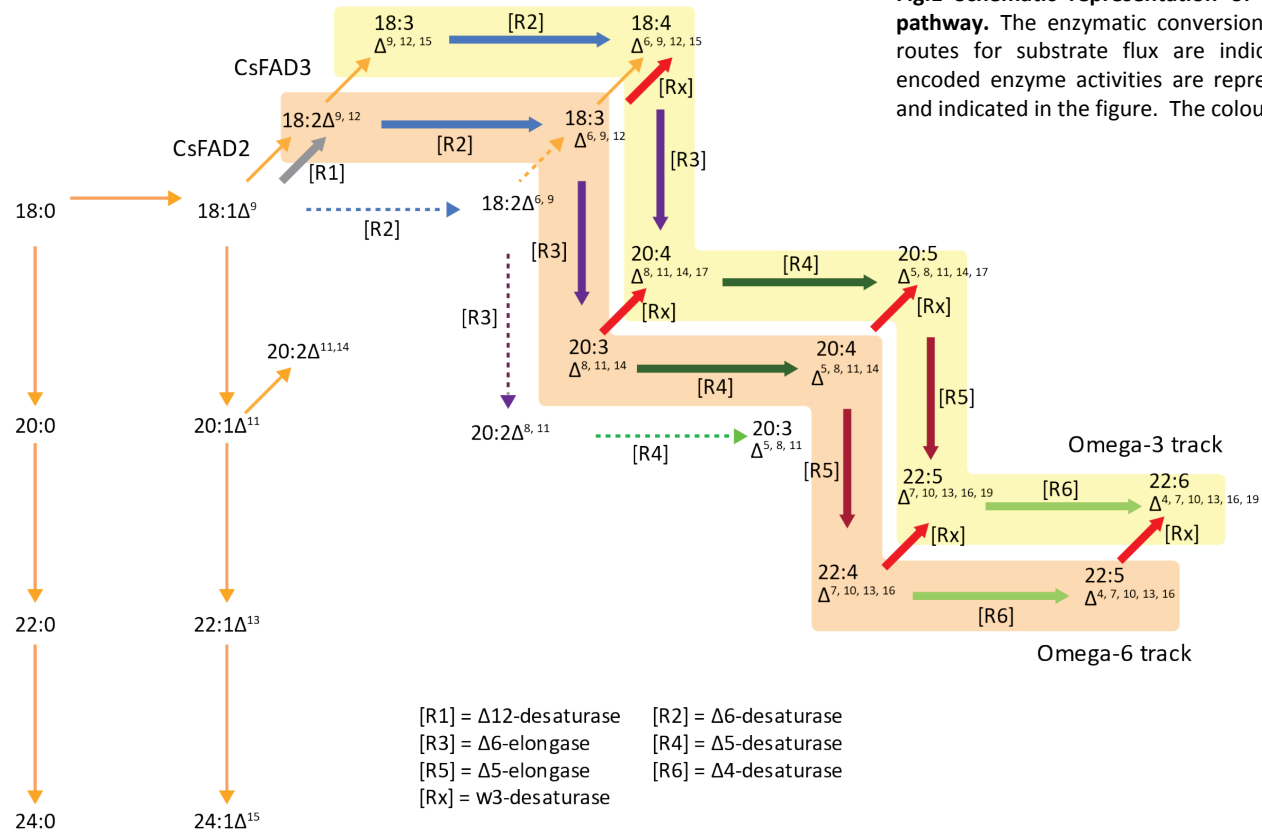 Fig.1 Schematic representation of
pathway. The enzymatic conversion
routes for substrate flux are indic
encoded enzyme activities are repre
and indicated in the figure. The colou
18:3
Δ9, 12, 15
[R2]
18:4
Δ6, 9, 12, 15
CsFAD3
[Rx]
18:2Δ9, 12
[R2]
18:3
Δ6, 9, 12
CsFAD2
[R1]
[R3]
18:0
18:1Δ9
[R2]
18:2Δ6, 9
[R3]
20:4
Δ8, 11, 14, 17
[R4]
20:5
Δ5, 8, 11, 14, 17
[Rx]
[Rx]
[R3]
20:2Δ11,14
20:3
Δ8, 11, 14
[R4]
20:4
Δ5, 8, 11, 14
[R5]
20:0
20:1Δ11
20:2Δ8, 11
[R4]
20:3
Δ5, 8, 11
[R5]
Omega-3 track
22:5
Δ7, 10, 13, 16, 19
[R6]
22:6
Δ4, 7, 10, 13, 16, 19
[Rx]
[Rx]
22:4
Δ7, 10, 13, 16
[R6]
22:5
Δ4, 7, 10, 13, 16
22:0
22:1Δ13
Omega-6 track
[R1] = Δ12-desaturase [R2] = Δ6-desaturase
[R3] = Δ6-elongase [R4] = Δ5-desaturase
[R5] = Δ5-elongase [R6] = Δ4-desaturase
[Rx] = w3-desaturase
24:0
24:1Δ15